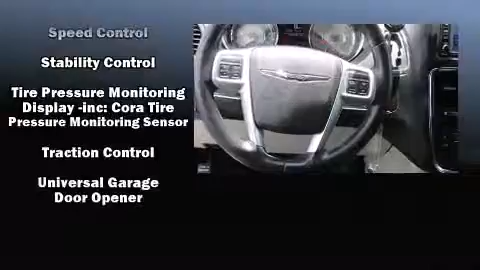 Speed Control
Stability Control
Tire Pressure Monitoring
Display -inc: Cora Tire
Pressure Monitoring Sensor
Traction Control
Universal Garage
Door Opener